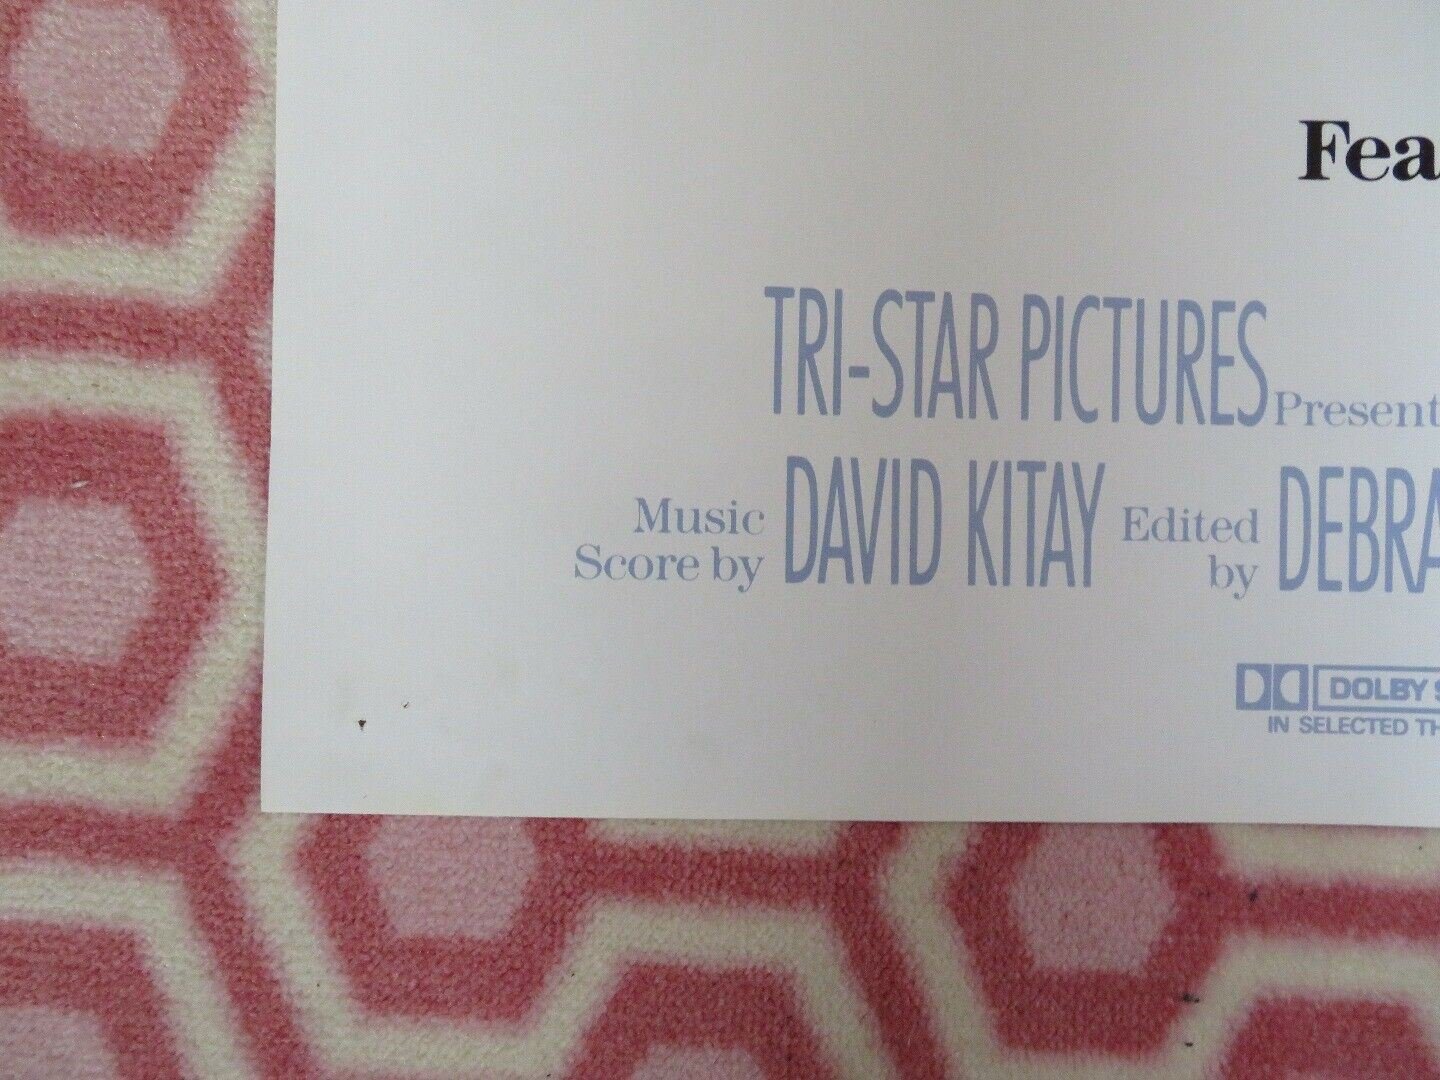 Fea
TRI-STAR PICTURES Present
Music Score by DAVID KITAY Edited by DEBRA
DOLBY S
IN SELECTED TH